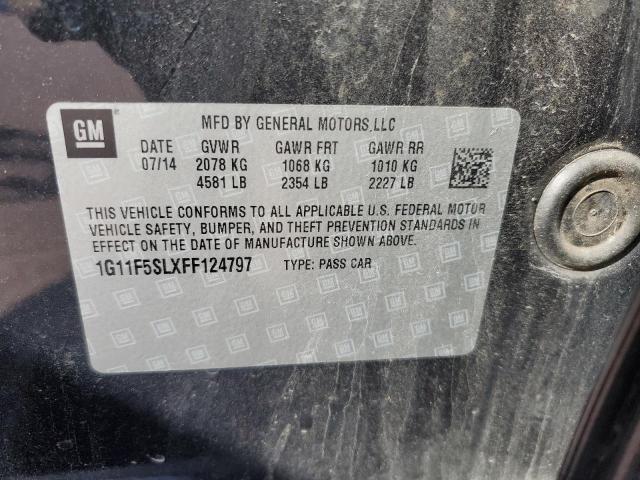 GM
MFD BY GENERAL MOTORS,LLC
DATE GVWR GAWR FRT GAWR RR
07/14 2078 KG 1068 KG 1010 KG
4581 LB 2354 LB 2227 LB
THIS VEHICLE CONFORMS TO ALL APPLICABLE U.S. FEDERAL MOTOR
VEHICLE SAFETY, BUMPER, AND THEFT PREVENTION STANDARDS IN
EFFECT ON THE DATE OF MANUFACTURE SHOWN ABOVE.
1G11F5SLXFF124797 TYPE: PASS CAR